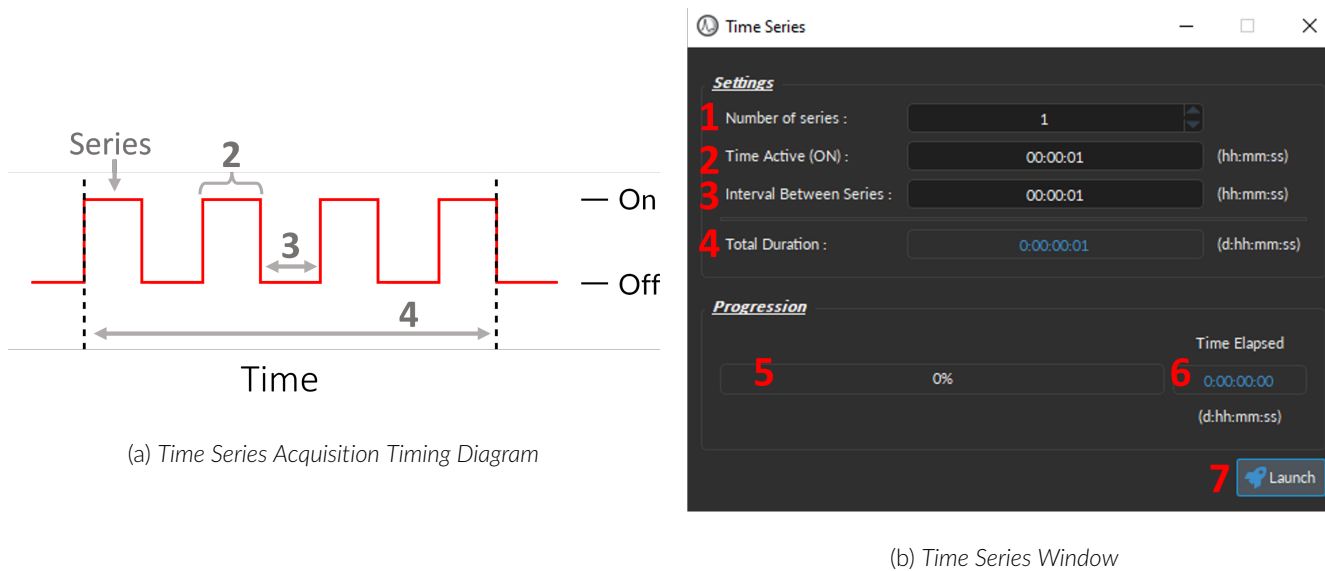 Series
2
On
3
Off
4
Time
(a) Time Series Acquisition Timing Diagram
Time Series
Settings
1 Number of series : 1
2 Time Active (ON) : 00:00:01 (hh:mm:ss)
3 Interval Between Series : 00:00:01 (hh:mm:ss)
4 Total Duration : 0:00:00:01 (d:hh:mm:ss)
Progression
Time Elapsed
5 0% 6 0:00:00:00
(d:hh:mm:ss)
7 Launch
(b) Time Series Window